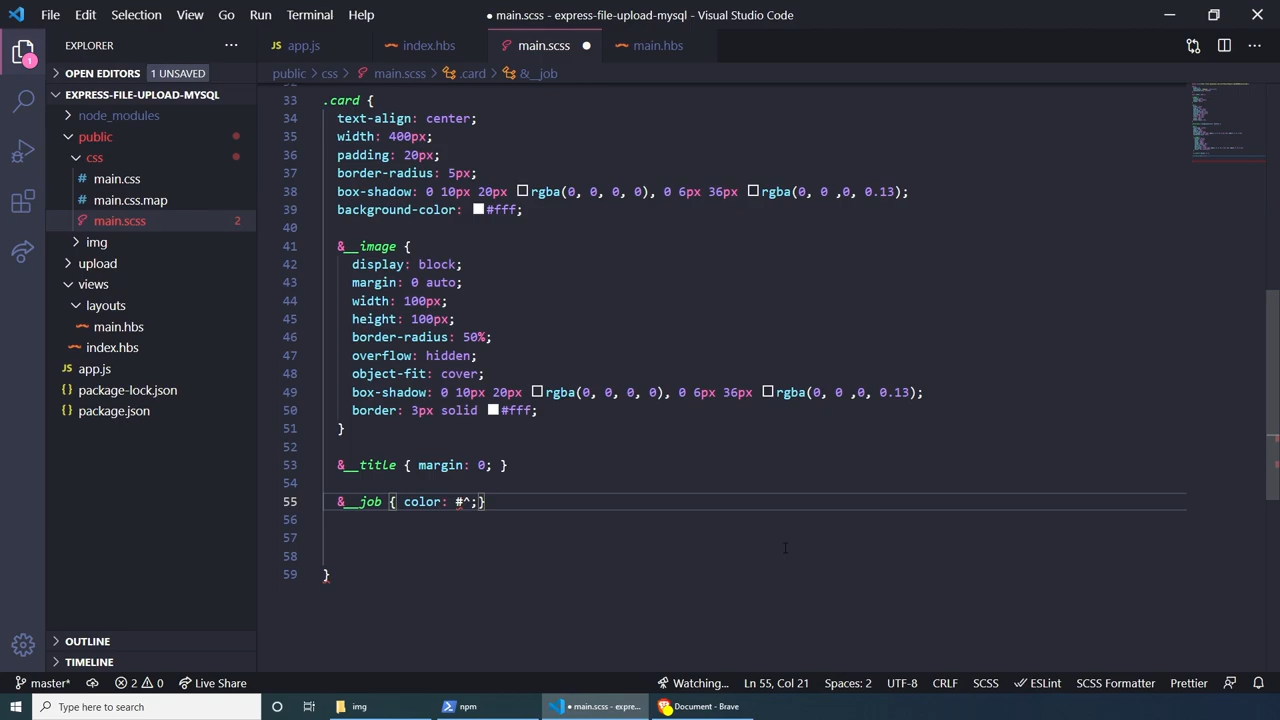 File Edit Selection View Go Run Terminal Help
● main.scss - express-file-upload-mysql - Visual Studio Code
EXPLORER
app.js index.hbs main.scss main.hbs
1
OPEN EDITORS 1 UNSAVED
public > css > main.scss > .card > &__job
EXPRESS-FILE-UPLOAD-MYSQL
node_modules
public
css
# main.css
# main.css.map
main.scss 2
img
upload
views
layouts
main.hbs
index.hbs
JS app.js
{} package-lock.json
{} package.json
OUTLINE
TIMELINE
33 .card {
34 text-align: center;
35 width: 400px;
36 padding: 20px;
37 border-radius: 5px;
38 box-shadow: 0 10px 20px rgba(0, 0, 0, 0), 0 6px 36px rgba(0, 0 ,0, 0.13);
39 background-color: #fff;
40
41 &__image {
42 display: block;
43 margin: 0 auto;
44 width: 100px;
45 height: 100px;
46 border-radius: 50%;
47 overflow: hidden;
48 object-fit: cover;
49 box-shadow: 0 10px 20px rgba(0, 0, 0, 0), 0 6px 36px rgba(0, 0 ,0, 0.13);
50 border: 3px solid #fff;
51 }
52
53 &__title { margin: 0; }
54
55 &__job { color: #^;}
56
57
58
59 }
master* 2 0 Live Share Watching... Ln 55, Col 21 Spaces: 2 UTF-8 CRLF SCSS ESLint SCSS Formatter Prettier
Type here to search img npm ● main.scss - expre... Document - Brave